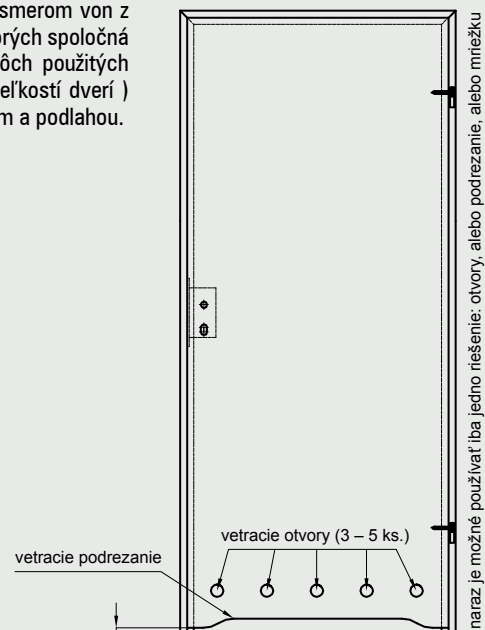 smerom von z
orých spoločná
ôch použitých
eľkostí dverí )
m a podlahou.
vetracie otvory (3 – 5 ks.)
vetracie podrezanie
naraz je možné používať iba jedno riešenie: otvory, alebo podrezanie, alebo mriežku